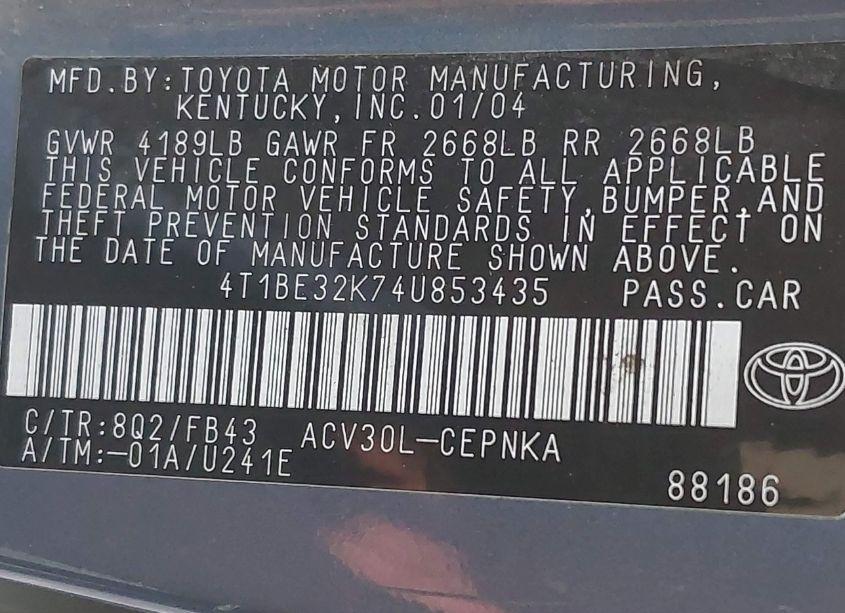 MFD.BY:TOYOTA MOTOR MANUFACTURING,
KENTUCKY,INC.01/04
GVWR 4189LB GAWR FR 2668LB RR 2668LB
THIS VEHICLE CONFORMS TO ALL APPLICABLE
FEDERAL MOTOR VEHICLE SAFETY,BUMPER,AND
THEFT PREVENTION STANDARDS IN EFFECT ON
THE DATE OF MANUFACTURE SHOWN ABOVE.
4T1BE32K74U853435 PASS.CAR
C/TR:8Q2/FB43 ACV30L-CEPNKA
A/TM:-01A/U241E
88186